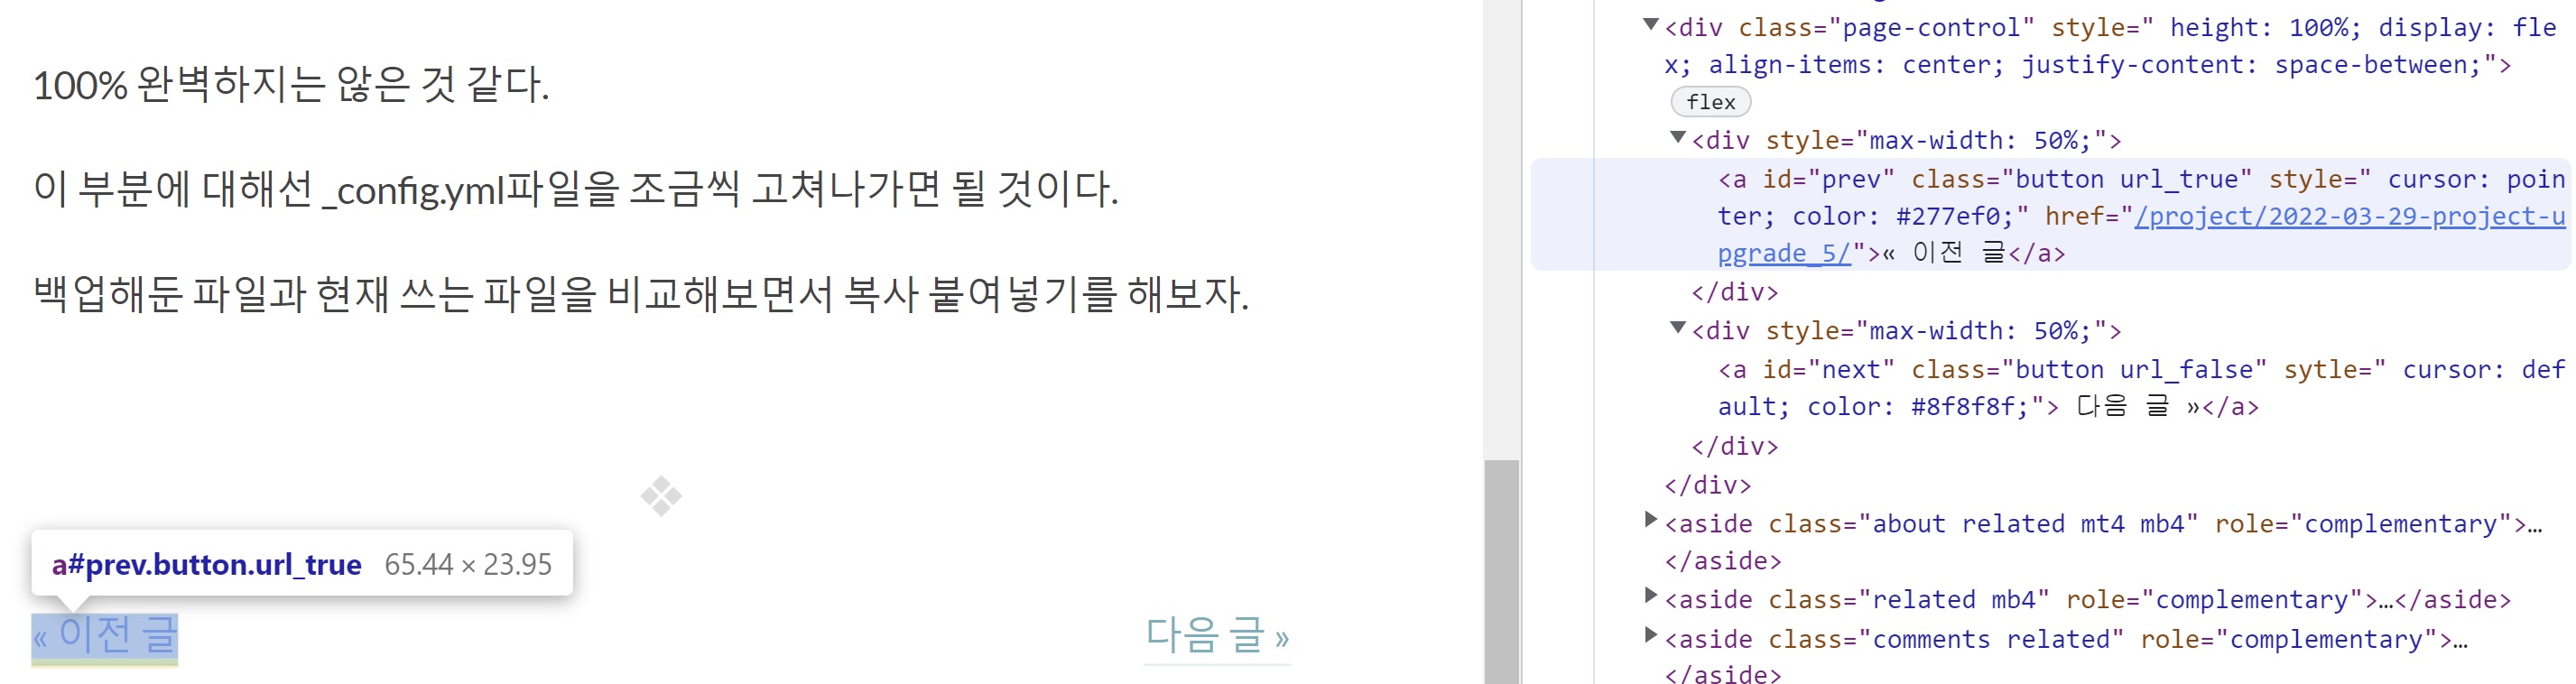 100% 완벽하지는 않은 것 같다.
이 부분에 대해선 _config.yml파일을 조금씩 고쳐나가면 될 것이다.
백업해둔 파일과 현재 쓰는 파일을 비교해보면서 복사 붙여넣기를 해보자.
a#prev.button.url_true 65.44 × 23.95
« 이전 글
다음 글 »
<div class="page-control" style=" height: 100%; display: fle
x; align-items: center; justify-content: space-between;">
flex
<div style="max-width: 50%;">
<a id="prev" class="button url_true" style=" cursor: poin
ter; color: #277ef0;" href="/project/2022-03-29-project-u
pgrade_5/">« 이전 글</a>
</div>
<div style="max-width: 50%;">
<a id="next" class="button url_false" sytle=" cursor: def
ault; color: #8f8f8f;"> 다음 글 »</a>
</div>
</div>
<aside class="about related mt4 mb4" role="complementary">…
</aside>
<aside class="related mb4" role="complementary">…</aside>
<aside class="comments related" role="complementary">…
</aside>